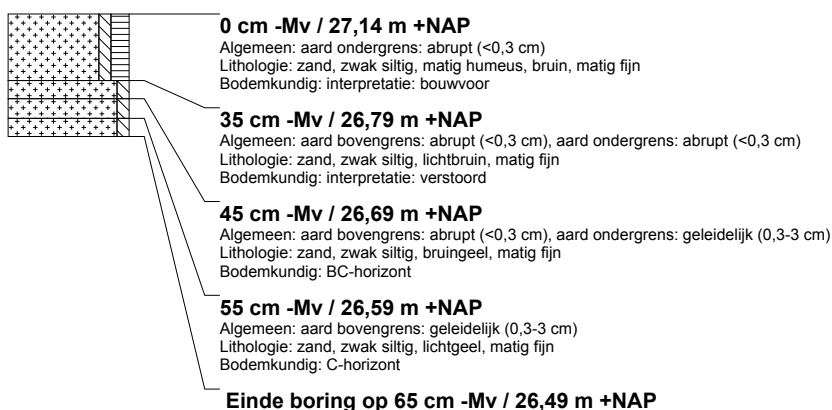 0 cm -Mv / 27,14 m +NAP
Algemeen: aard ondergrens: abrupt (<0,3 cm)
Lithologie: zand, zwak siltig, matig humeus, bruin, matig fijn
Bodemkundig: interpretatie: bouwvoor
35 cm -Mv / 26,79 m +NAP
Algemeen: aard bovengrens: abrupt (<0,3 cm), aard ondergrens: abrupt (<0,3 cm)
Lithologie: zand, zwak siltig, lichtbruin, matig fijn
Bodemkundig: interpretatie: verstoord
45 cm -Mv / 26,69 m +NAP
Algemeen: aard bovengrens: abrupt (<0,3 cm), aard ondergrens: geleidelijk (0,3-3 cm)
Lithologie: zand, zwak siltig, bruingeel, matig fijn
Bodemkundig: BC-horizont
55 cm -Mv / 26,59 m +NAP
Algemeen: aard bovengrens: geleidelijk (0,3-3 cm)
Lithologie: zand, zwak siltig, lichtgeel, matig fijn
Bodemkundig: C-horizont
Einde boring op 65 cm -Mv / 26,49 m +NAP